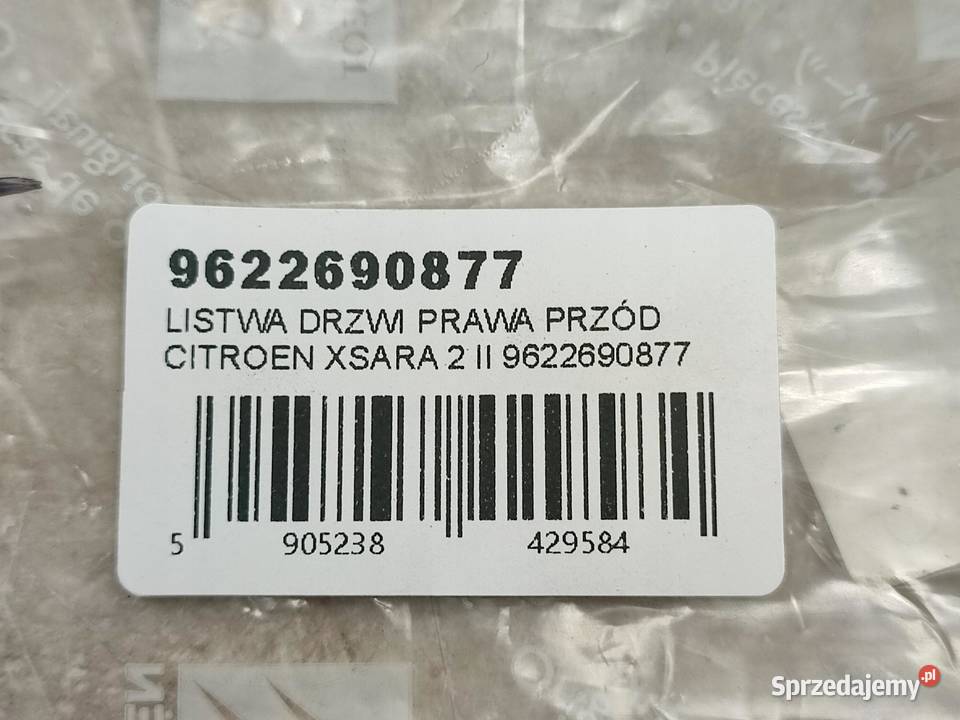 9622690877
LISTWA DRZWI PRAWA PRZÓD
CITROEN XSARA 2 II 9622690877
5 905238 429584
Sprzedajemy.pl